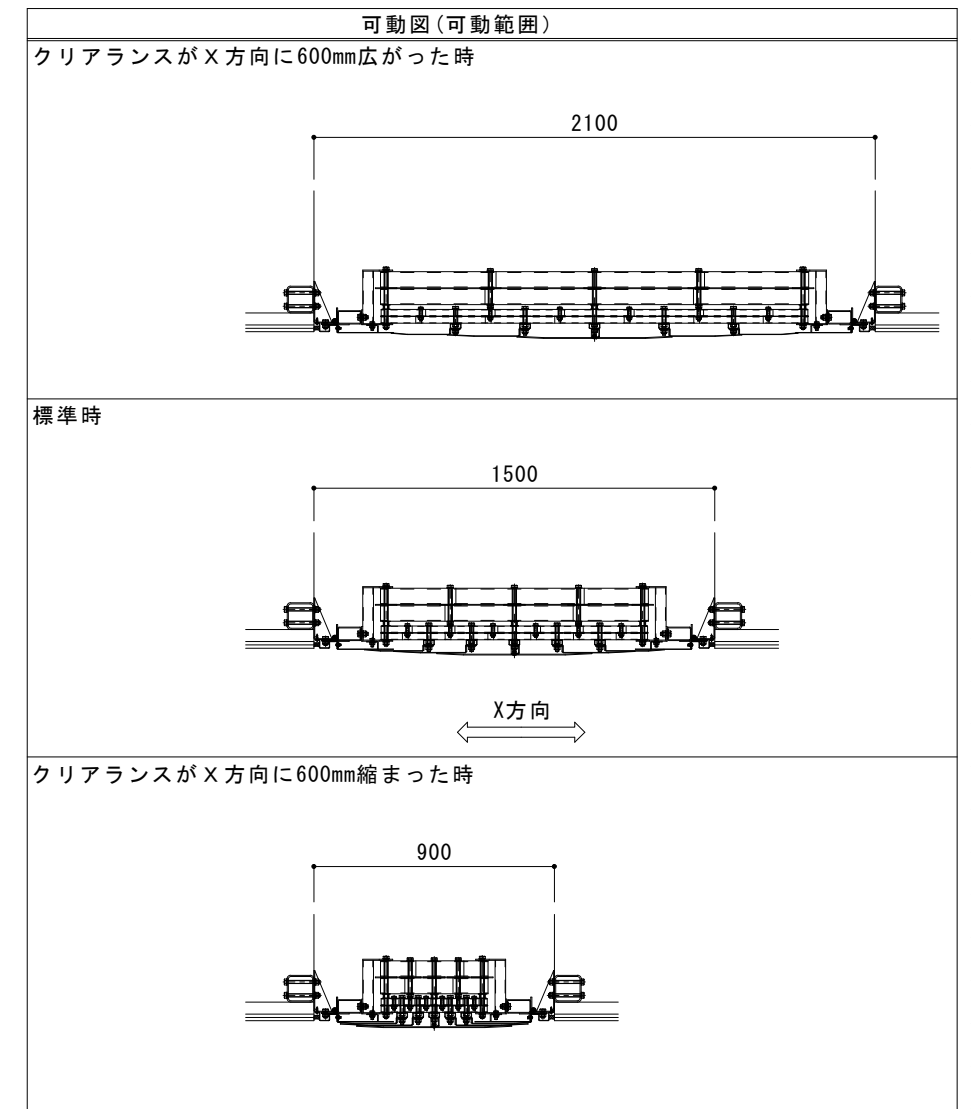 可動図(可動範囲)
クリアランスがX方向に600mm広がった時
2100
標準時
1500
X方向
クリアランスがX方向に600mm縮まった時
900